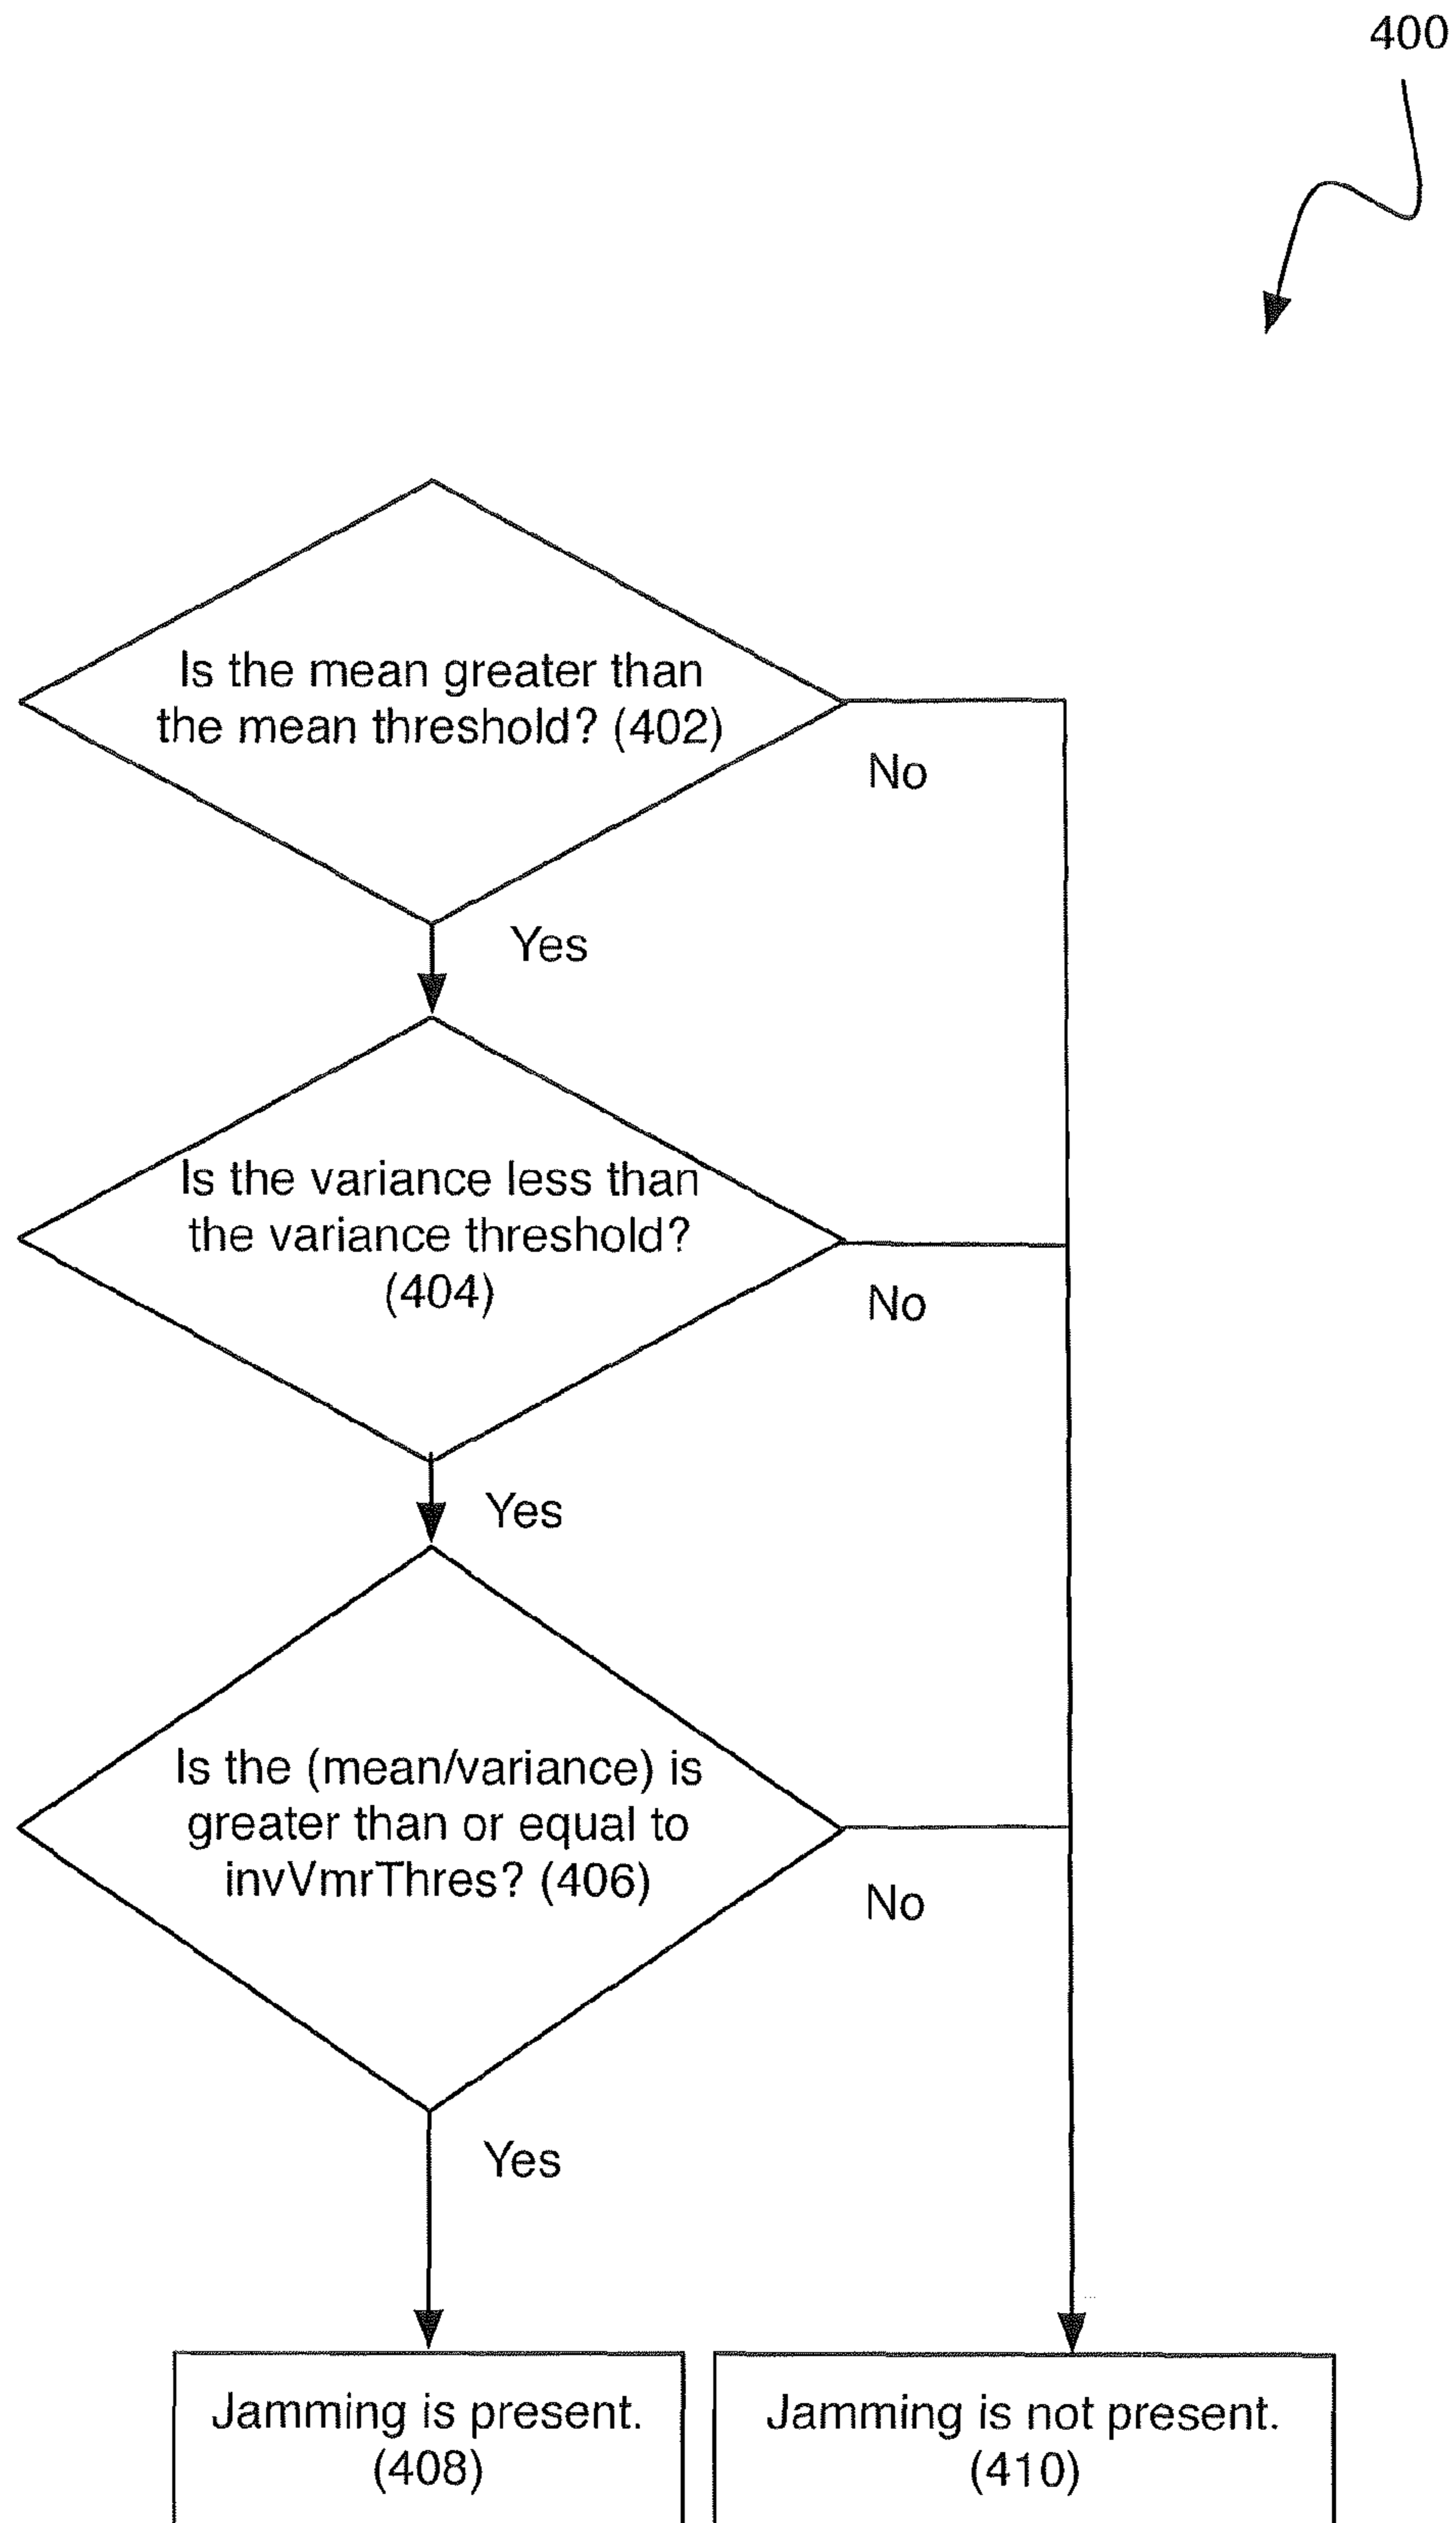 400
Is the mean greater than
the mean threshold? (402)
No
Yes
Is the variance less than
the variance threshold?
(404)
No
Yes
Is the (mean/variance) is
greater than or equal to
invVmrThres? (406)
No
Yes
Jamming is present.
(408)
Jamming is not present.
(410)